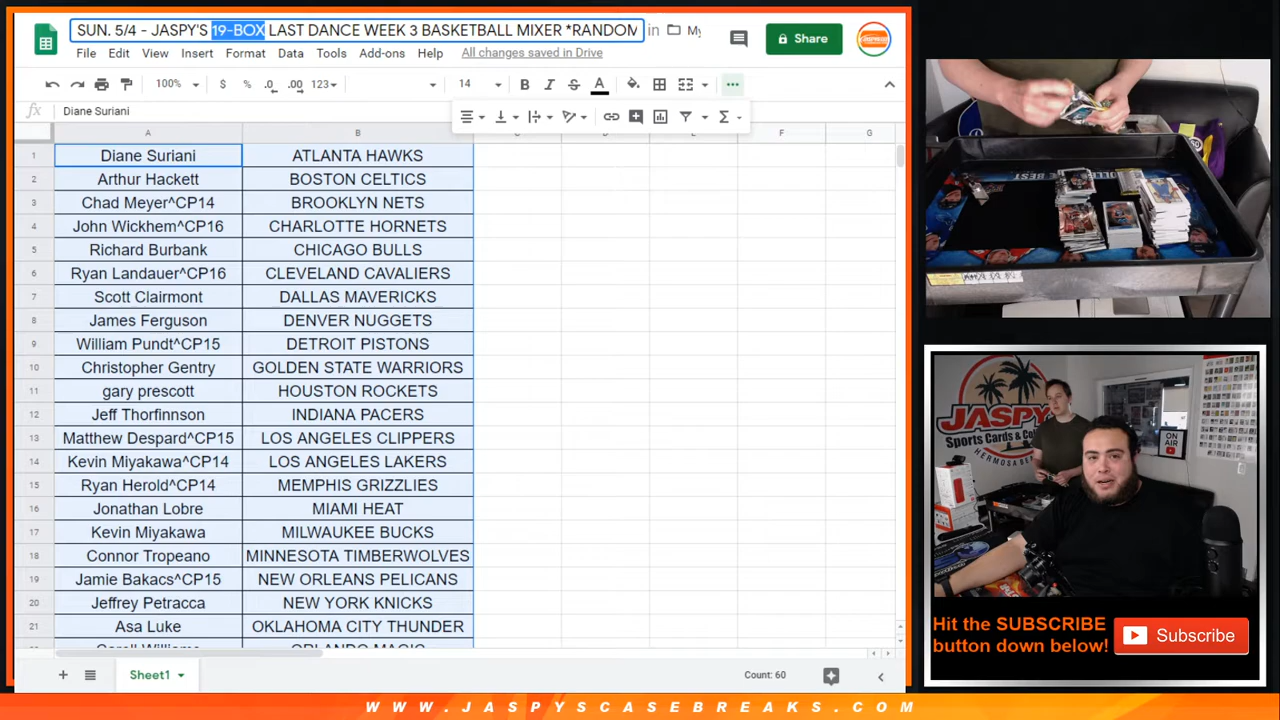 SUN. 5/4 - JASPY'S 19-BOX LAST DANCE WEEK 3 BASKETBALL MIXER *RANDOM
in My
Share
File Edit View Insert Format Data Tools Add-ons Help All changes saved in Drive
100% $ % .0 .00 123 14 B I S A
fx Diane Suriani
A B C D E F G
1 Diane Suriani ATLANTA HAWKS
2 Arthur Hackett BOSTON CELTICS
3 Chad Meyer^CP14 BROOKLYN NETS
4 John Wickhem^CP16 CHARLOTTE HORNETS
5 Richard Burbank CHICAGO BULLS
6 Ryan Landauer^CP16 CLEVELAND CAVALIERS
7 Scott Clairmont DALLAS MAVERICKS
8 James Ferguson DENVER NUGGETS
9 William Pundt^CP15 DETROIT PISTONS
10 Christopher Gentry GOLDEN STATE WARRIORS
11 gary prescott HOUSTON ROCKETS
12 Jeff Thorfinnson INDIANA PACERS
13 Matthew Despard^CP15 LOS ANGELES CLIPPERS
14 Kevin Miyakawa^CP14 LOS ANGELES LAKERS
15 Ryan Herold^CP14 MEMPHIS GRIZZLIES
16 Jonathan Lobre MIAMI HEAT
17 Kevin Miyakawa MILWAUKEE BUCKS
18 Connor Tropeano MINNESOTA TIMBERWOLVES
19 Jamie Bakacs^CP15 NEW ORLEANS PELICANS
20 Jeffrey Petracca NEW YORK KNICKS
21 Asa Luke OKLAHOMA CITY THUNDER
Sheet1
Count: 60
JASPY'S
Sports Cards & Co
HERMOSA BE
ON AIR
Hit the SUBSCRIBE
button down below!
Subscribe
WWW.JASPYSCASEBREAKS.COM